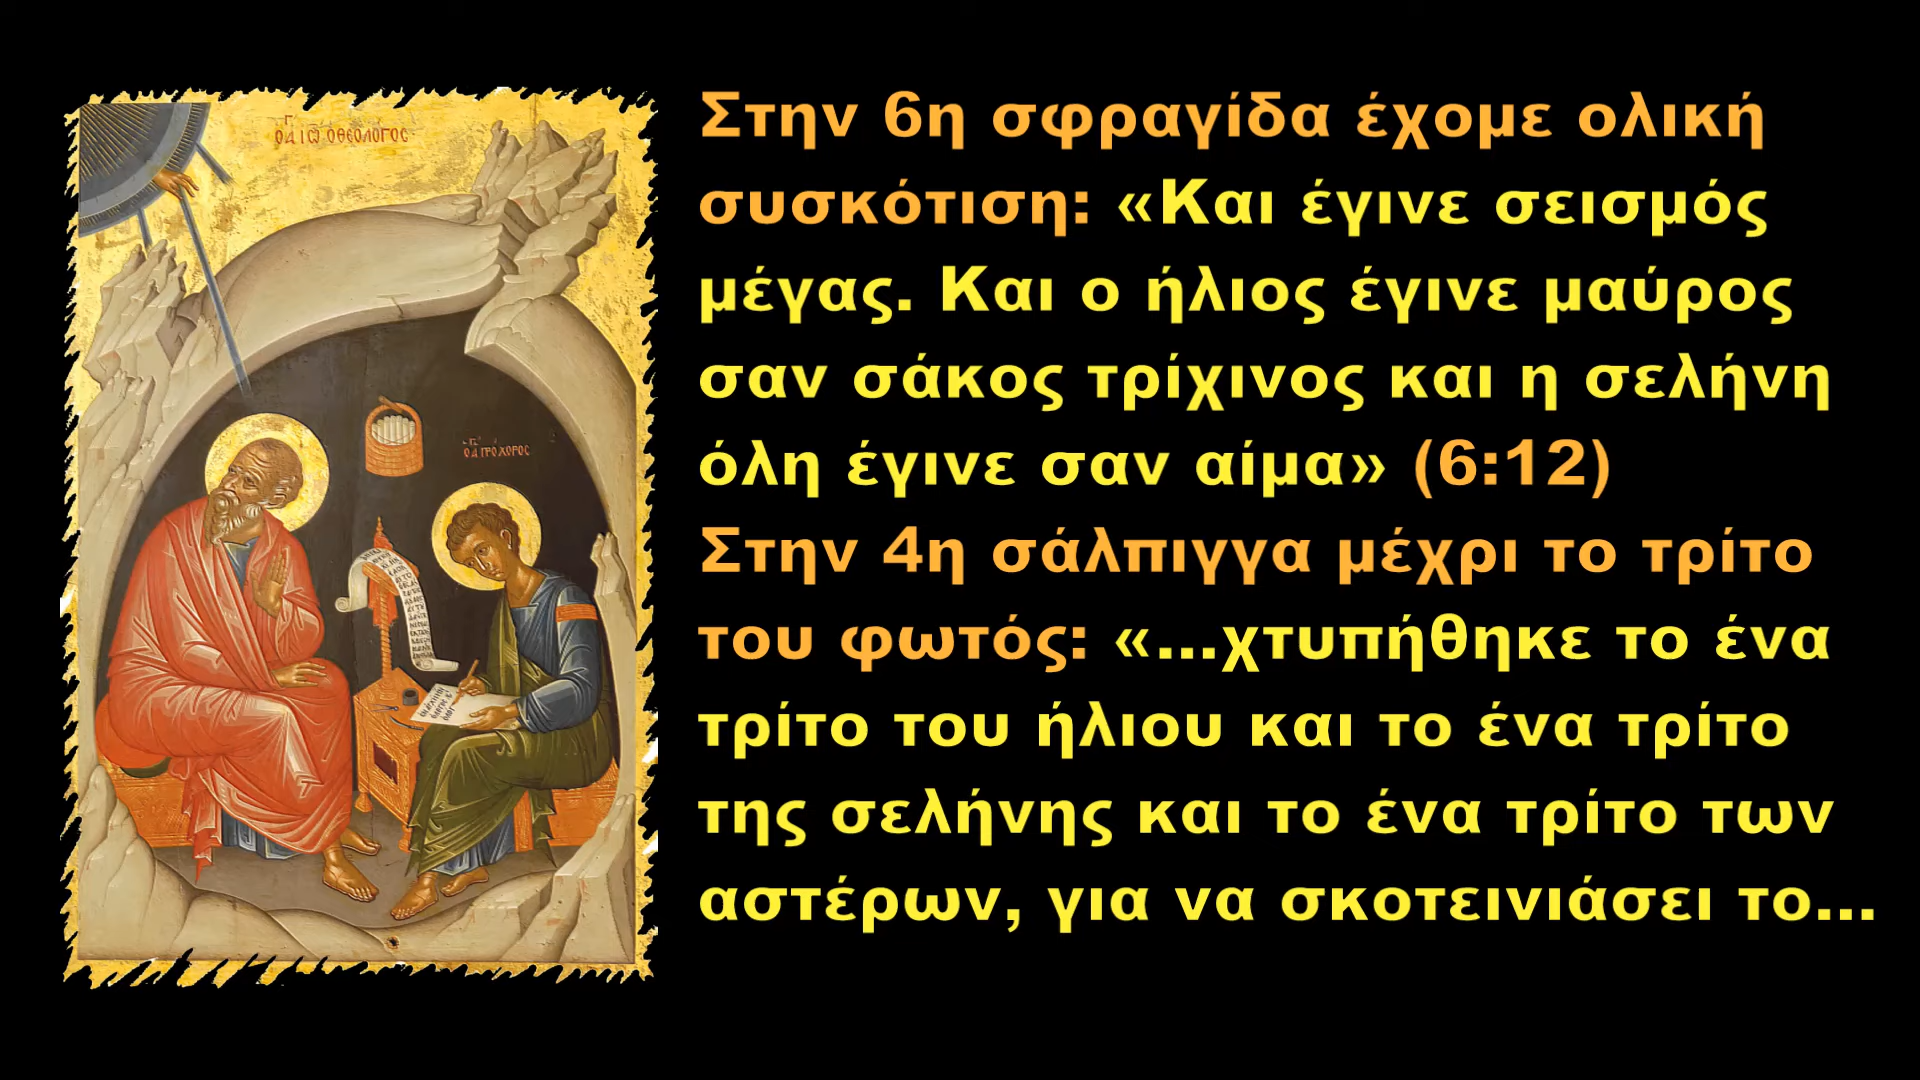 Στην 6η σφραγίδα έχομε ολική
συσκότιση: «Και έγινε σεισμός
μέγας. Και ο ήλιος έγινε μαύρος
σαν σάκος τρίχινος και η σελήνη
όλη έγινε σαν αίμα» (6:12)
Στην 4η σάλπιγγα μέχρι το τρίτο
του φωτός: «...χτυπήθηκε το ένα
τρίτο του ήλιου και το ένα τρίτο
της σελήνης και το ένα τρίτο των
αστέρων, για να σκοτεινιάσει το...